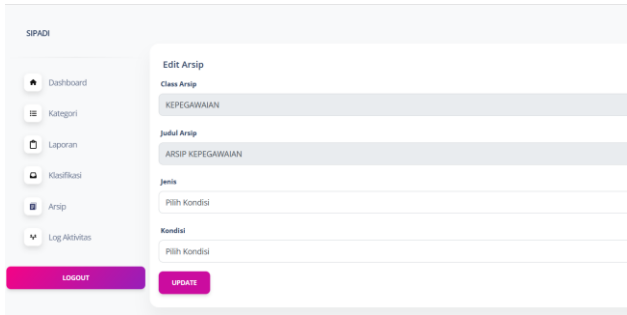 SIPADI
Dashboard
Kategori
Laporan
Klasifikasi
Arsip
Log Aktivitas
LOGOUT
Edit Arsip
Class Arsip
KEPEGAWAIAN
Judul Arsip
ARSIP KEPEGAWAIAN
Jenis
Pilih Kondisi
Kondisi
Pilih Kondisi
UPDATE